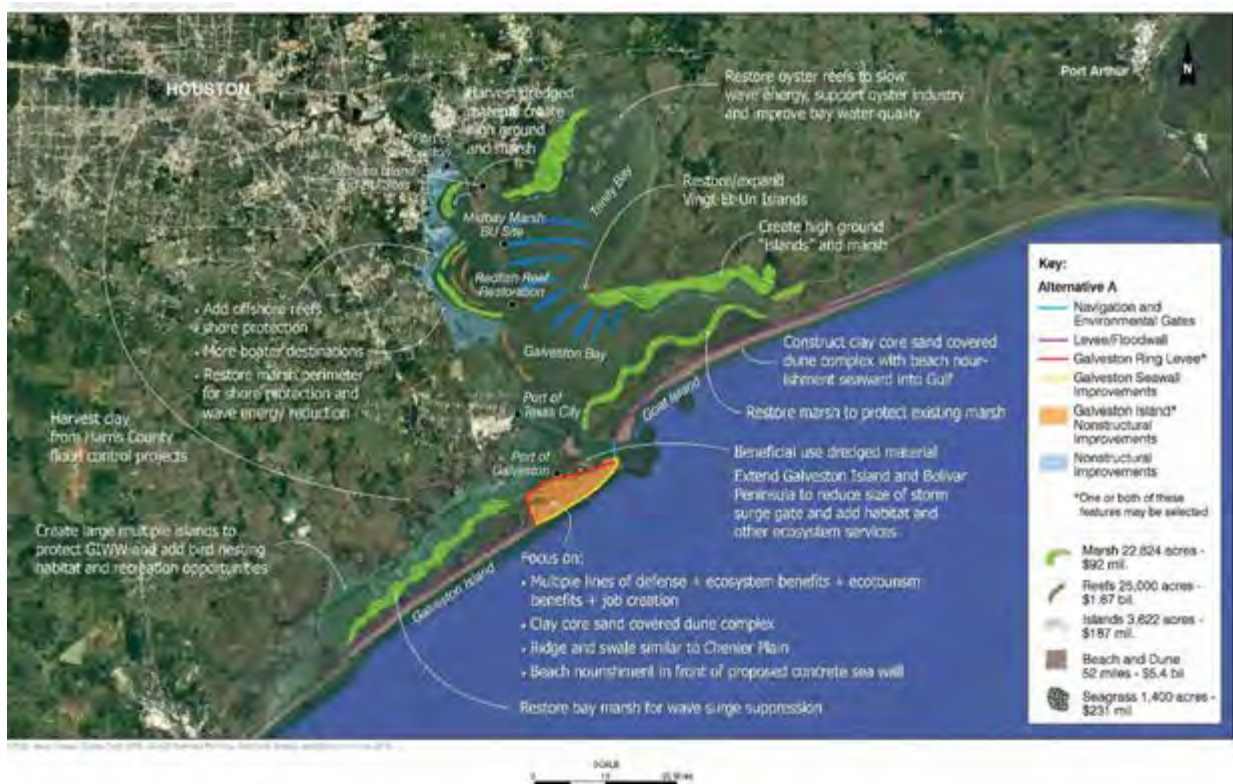 HOUSTON
Port Arthur
N
Harvest dredged
material create
high ground
and marsh
Restore oyster reefs to slow
wave energy, support oyster industry
and improve bay water quality
Trinity Bay
Restore/expand
Vingt-Et-Un Islands
Midbay Marsh
BU Site
Create high ground
"islands" and marsh
Redfish Reef
Restoration
• Add offshore reefs
• shore protection
• More boater destinations
• Restore marsh perimeter
for shore protection and
wave energy reduction
Galveston Bay
Construct clay core sand covered
dune complex with beach nour-
ishment seaward into Gulf
Goat Island
Port of
Texas City
Restore marsh to protect existing marsh
Harvest clay
from Harris County
flood control projects
Port of
Galveston
Beneficial use dredged material
Extend Galveston Island and Bolivar
Peninsula to reduce size of storm
surge gate and add habitat and
other ecosystem services
Create large multiple islands to
protect GIWW and add bird nesting
habitat and recreation opportunities
Galveston Island
Focus on:
• Multiple lines of defense + ecosystem benefits + ecotourism
benefits + job creation
• Clay core sand covered dune complex
• Ridge and swale similar to Chenier Plain
• Beach nourishment in front of proposed concrete sea wall
Restore bay marsh for wave surge suppression
Key:
Alternative A
Navigation and
Environmental Gates
Levee/Floodwall
Galveston Ring Levee*
Galveston Seawall
Improvements
Galveston Island*
Nonstructural
Improvements
Nonstructural
Improvements
*One or both of these
features may be selected
Marsh 22,824 acres -
$92 mil.
Reefs 25,000 acres -
$1.67 bil.
Islands 3,622 acres -
$187 mil.
Beach and Dune
52 miles - $5.4 bil.
Seagrass 1,400 acres -
$231 mil.
SCALE
0